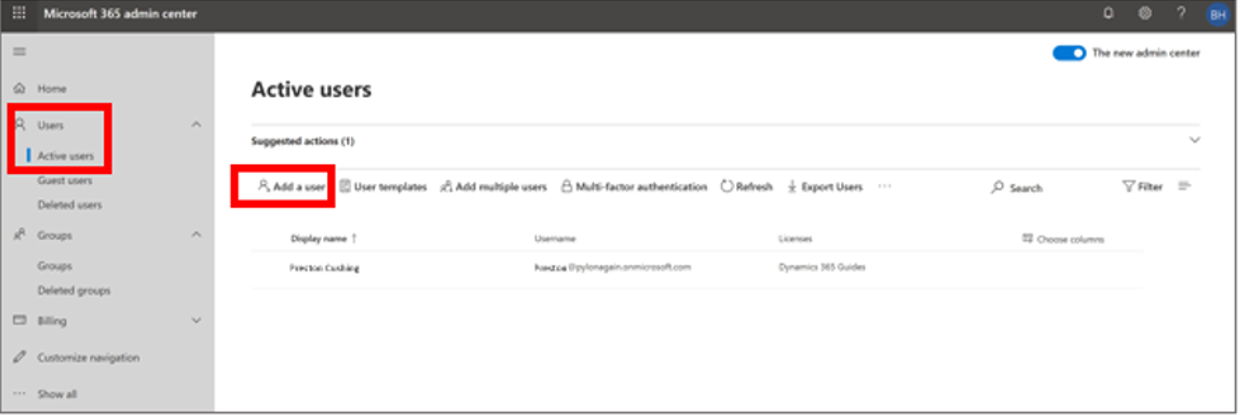 Microsoft 365 admin center
?
BH
The new admin center
Home
Users
Active users
Guest users
Deleted users
Groups
Groups
Deleted groups
Billing
Customize navigation
Show all
Active users
Suggested actions (1)
Add a user User templates Add multiple users Multi-factor authentication Refresh Export Users ··· Search Filter
Display name ↑ Username Licenses Choose columns
Preston Cushing Preston@pylonagain.onmicrosoft.com Dynamics 365 Guides